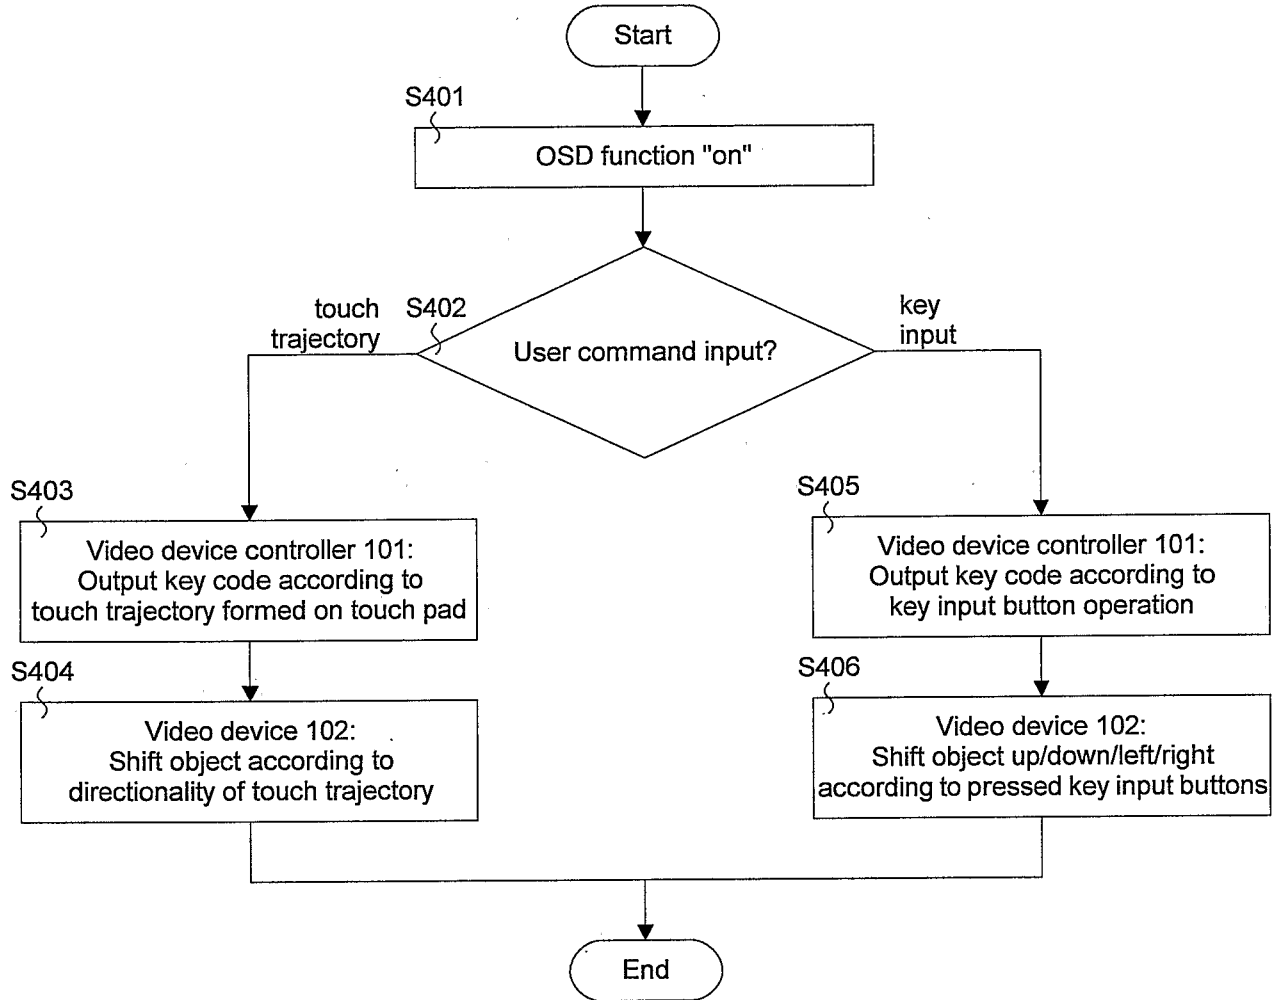 Start
S401
OSD function "on"
touch
trajectory
S402
User command input?
key
input
S403
Video device controller 101:
Output key code according to
touch trajectory formed on touch pad
S404
Video device 102:
Shift object according to
directionality of touch trajectory
S405
Video device controller 101:
Output key code according to
key input button operation
S406
Video device 102:
Shift object up/down/left/right
according to pressed key input buttons
End